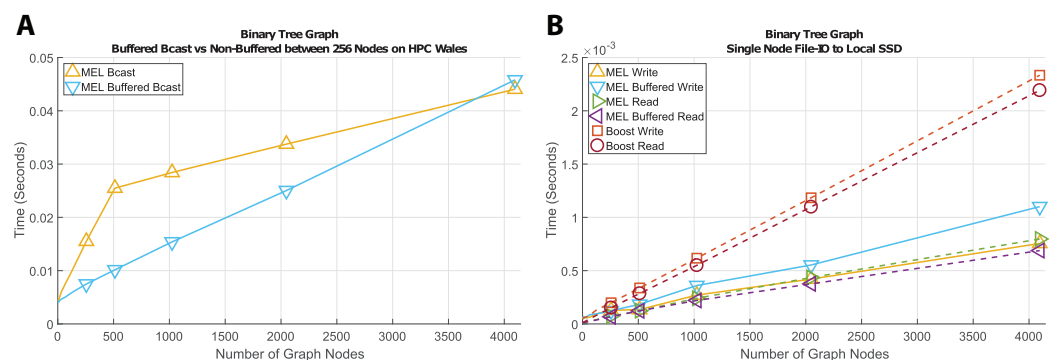 A
Binary Tree Graph
Buffered Bcast vs Non-Buffered between 256 Nodes on HPC Wales
0.05
0.04
0.03
0.02
0.01
0
Time (Seconds)
MEL Bcast
MEL Buffered Bcast
0 500 1000 1500 2000 2500 3000 3500 4000
Number of Graph Nodes
B
Binary Tree Graph
Single Node File-IO to Local SSD
×10⁻³
2.5
2
1.5
1
0.5
0
Time (Seconds)
MEL Write
MEL Buffered Write
MEL Read
MEL Buffered Read
Boost Write
Boost Read
0 500 1000 1500 2000 2500 3000 3500 4000
Number of Graph Nodes